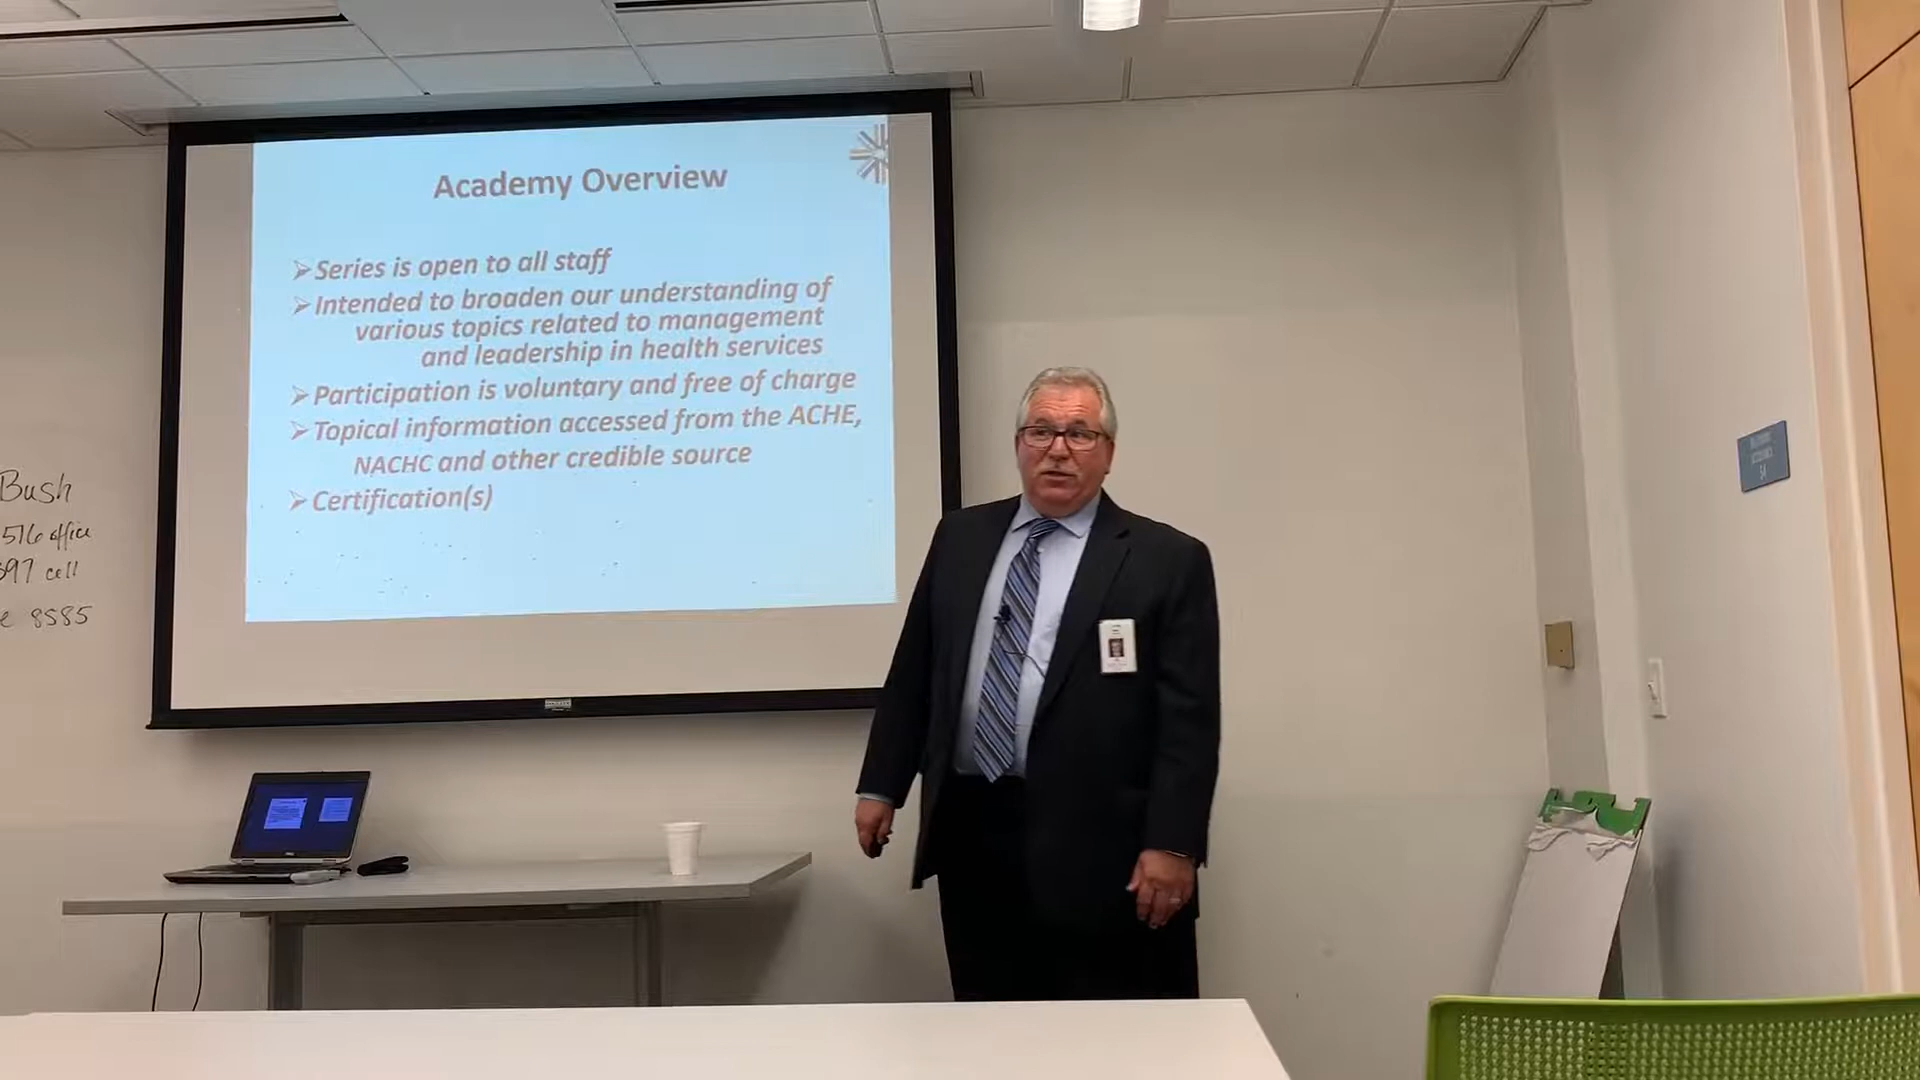 Academy Overview
Series is open to all staff
Intended to broaden our understanding of
various topics related to management
and leadership in health services
Participation is voluntary and free of charge
Topical information accessed from the ACHE,
NACHC and other credible source
Certification(s)
Bush
516 office
97 cell
8585